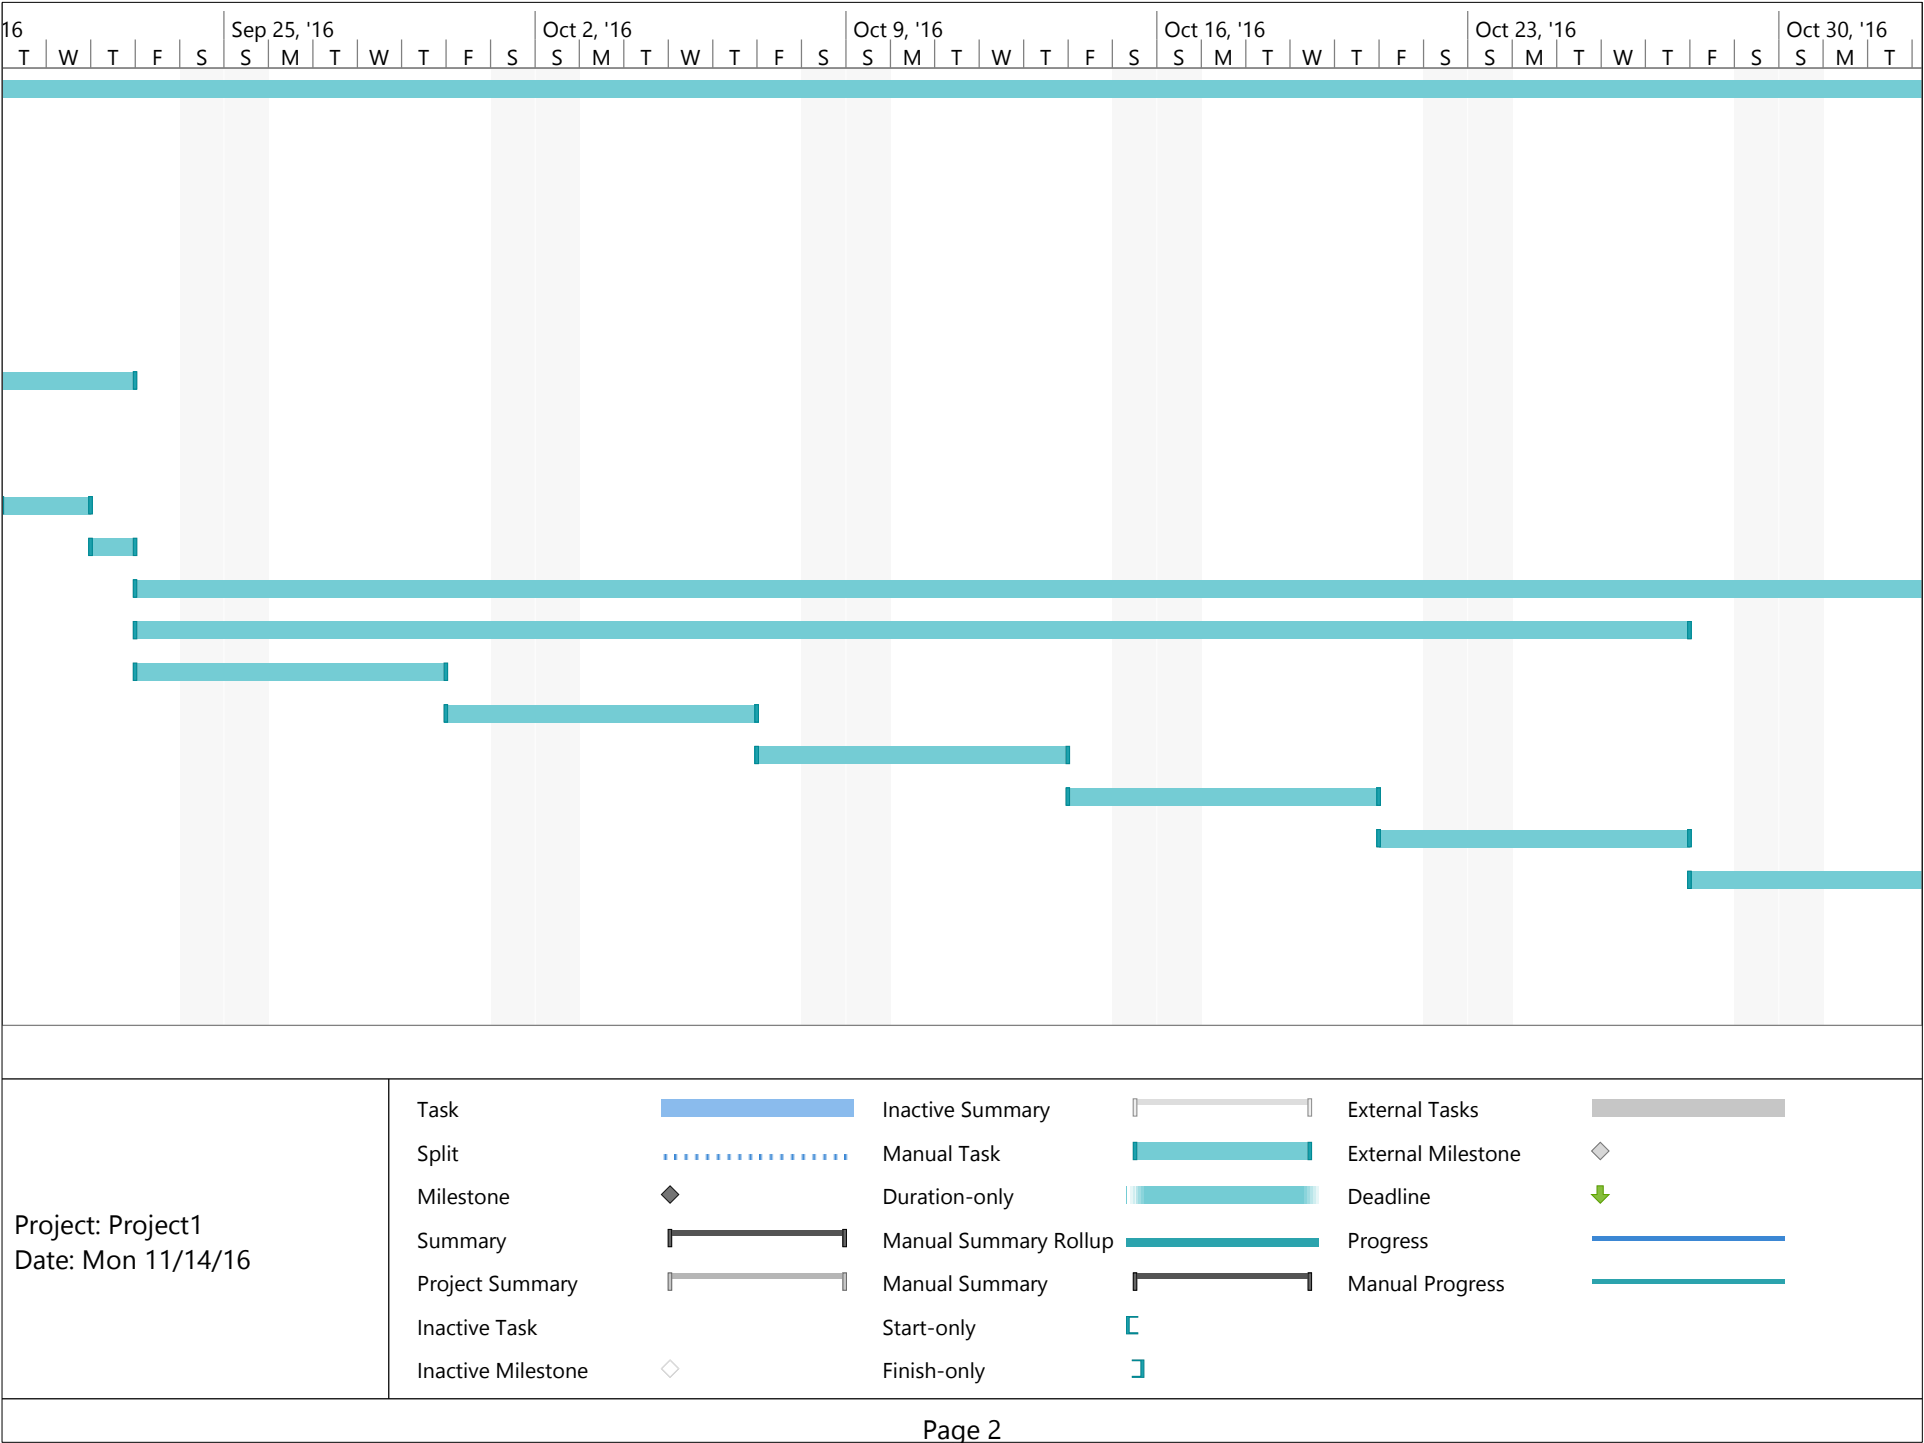 16 Sep 25, '16 Oct 2, '16 Oct 9, '16 Oct 16, '16 Oct 23, '16 Oct 30, '16
T W T F S S M T W T F S S M T W T F S S M T W T F S S M T W T F S S M T W T F S S M T
Task Inactive Summary External Tasks
Split Manual Task External Milestone
Milestone Duration-only Deadline
Project: Project1
Summary Manual Summary Rollup Progress
Date: Mon 11/14/16
Project Summary Manual Summary Manual Progress
Inactive Task Start-only
Inactive Milestone Finish-only
Page 2